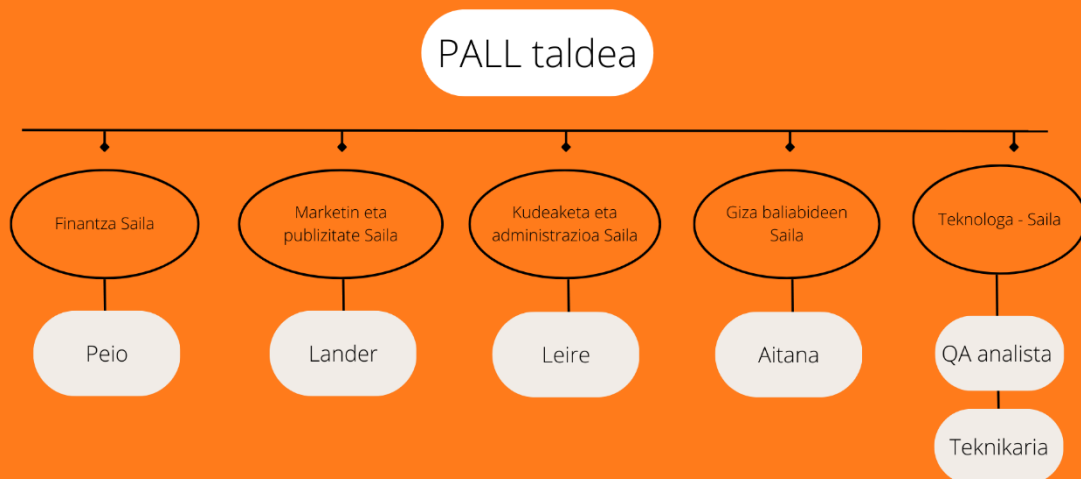 PALL taldea
Finantza Saila
Marketin eta
publizitate Saila
Kudeaketa eta
administrazioa Saila
Giza baliabideen
Saila
Teknologa - Saila
Peio
Lander
Leire
Aitana
QA analista
Teknikaria